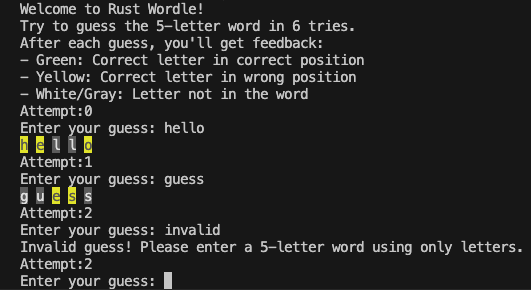 Welcome to Rust Wordle!
Try to guess the 5-letter word in 6 tries.
After each guess, you'll get feedback:
- Green: Correct letter in correct position
- Yellow: Correct letter in wrong position
- White/Gray: Letter not in the word
Attempt:0
Enter your guess: hello
h e l l o
Attempt:1
Enter your guess: guess
g u e s s
Attempt:2
Enter your guess: invalid
Invalid guess! Please enter a 5-letter word using only letters.
Attempt:2
Enter your guess: